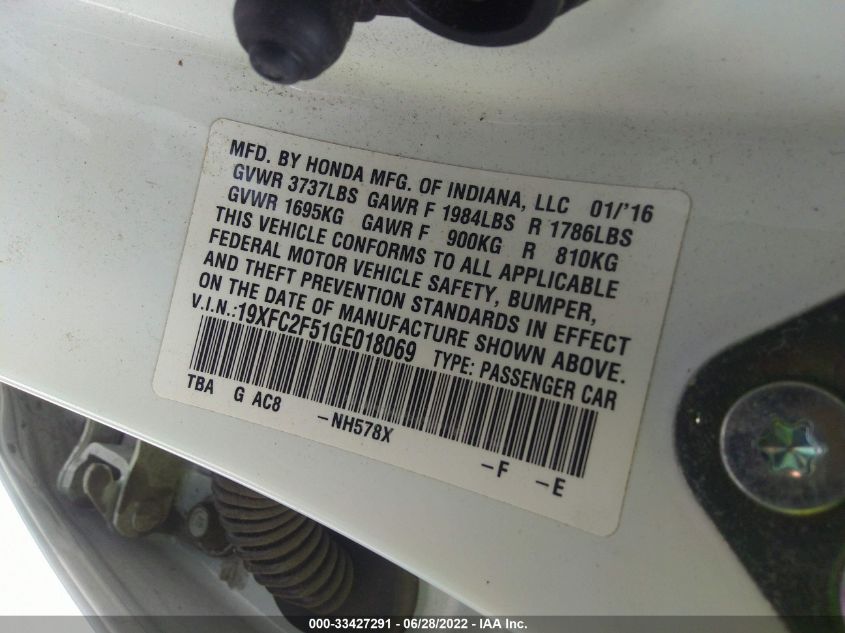 MFD. BY HONDA MFG. OF INDIANA, LLC 01/'16
GVWR 3737LBS GAWR F 1984LBS R 1786LBS
GVWR 1695KG GAWR F 900KG R 810KG
THIS VEHICLE CONFORMS TO ALL APPLICABLE
FEDERAL MOTOR VEHICLE SAFETY, BUMPER,
AND THEFT PREVENTION STANDARDS IN EFFECT
ON THE DATE OF MANUFACTURE SHOWN ABOVE.
V.I.N.:19XFC2F51GE018069 TYPE: PASSENGER CAR
TBA G AC8 -NH578X -F -E
000-33427291 - 06/28/2022 - IAA Inc.